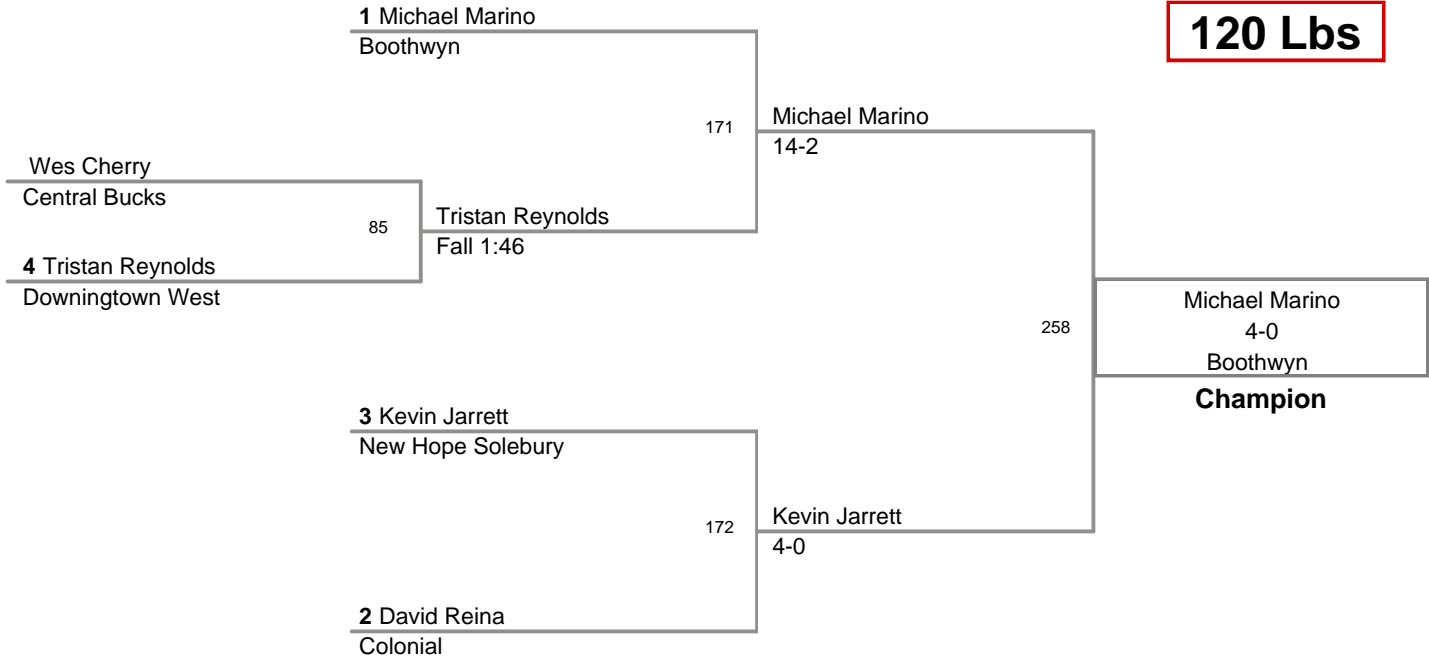 1 Michael Marino
Boothwyn
120 Lbs
171
Michael Marino
14-2
Wes Cherry
Central Bucks
85
Tristan Reynolds
Fall 1:46
4 Tristan Reynolds
Downingtown West
258
Michael Marino
4-0
Boothwyn
Champion
3 Kevin Jarrett
New Hope Solebury
172
Kevin Jarrett
4-0
2 David Reina
Colonial